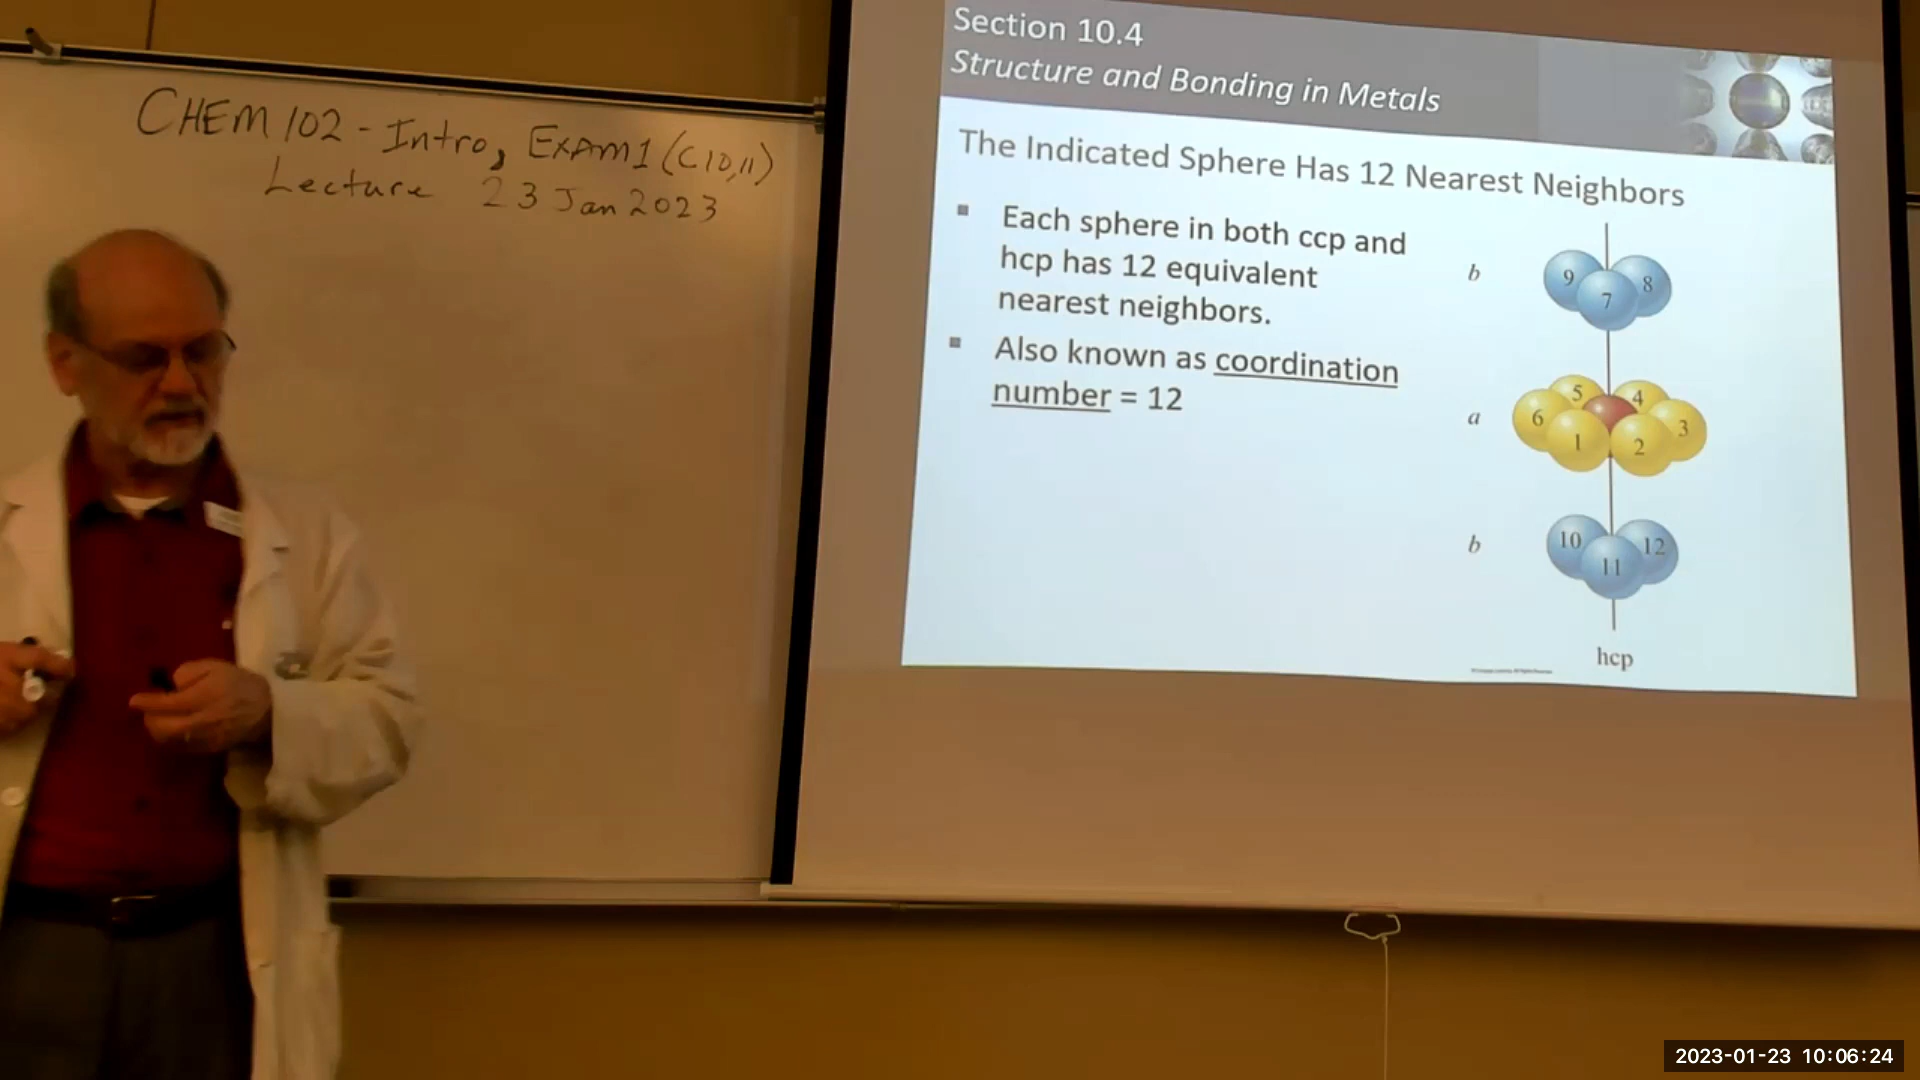 CHEM 102 - Intro, EXAM 1 (C10,11)
Lecture 23 Jan 2023
Section 10.4
Structure and Bonding in Metals
The Indicated Sphere Has 12 Nearest Neighbors
Each sphere in both ccp and
hcp has 12 equivalent
nearest neighbors.
Also known as coordination
number = 12
b
9 8
7
a
5 4
6 3
1 2
b
10 12
11
hcp
2023-01-23 10:06:24